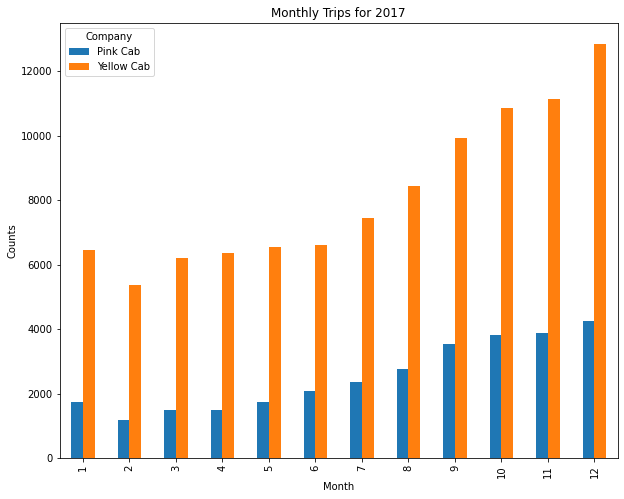 Monthly Trips for 2017
Company
Pink Cab
Yellow Cab
12000
10000
8000
6000
4000
2000
0
Counts
1 2 3 4 5 6 7 8 9 10 11 12
Month